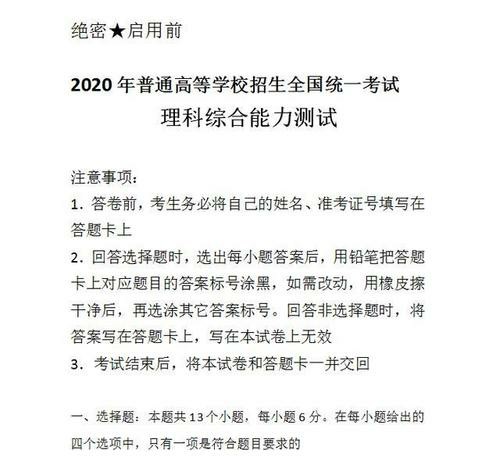 绝密★启用前
2020 年普通高等学校招生全国统一考试
理科综合能力测试
注意事项：
1．答卷前，考生务必将自己的姓名、准考证号填写在
答题卡上
2．回答选择题时，选出每小题答案后，用铅笔把答题
卡上对应题目的答案标号涂黑，如需改动，用橡皮擦
干净后，再选涂其它答案标号。回答非选择题时，将
答案写在答题卡上，写在本试卷上无效
3．考试结束后，将本试卷和答题卡一并交回
一、选择题：本题共13个小题，每小题6分。在每小题给出的
四个选项中，只有一项是符合题目要求的